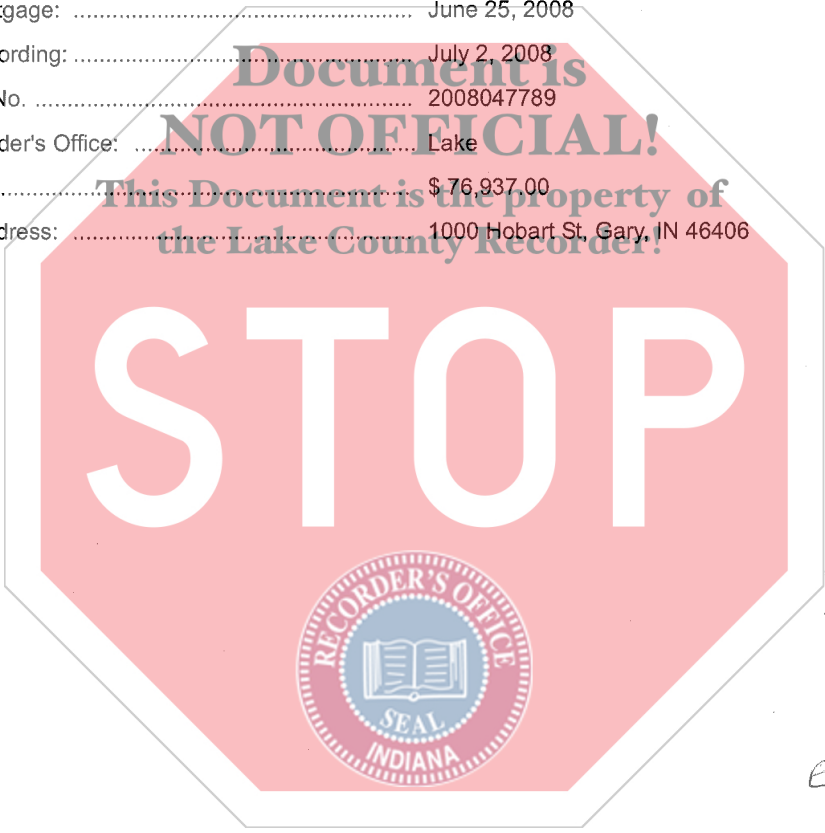 tgage: ..................................................... June 25, 2008
ording: ..................................................... July 2, 2008
Document is
No. ........................................................... 2008047789
NOT OFFICIAL!
der's Office: ............................................ Lake
................................................................ $ 76,937.00
This Document is the property of
dress: ..................................................... 1000 Hobart St, Gary, IN 46406
the Lake County Recorder!
STOP
RECORDER'S OFFICE
SEAL
INDIANA